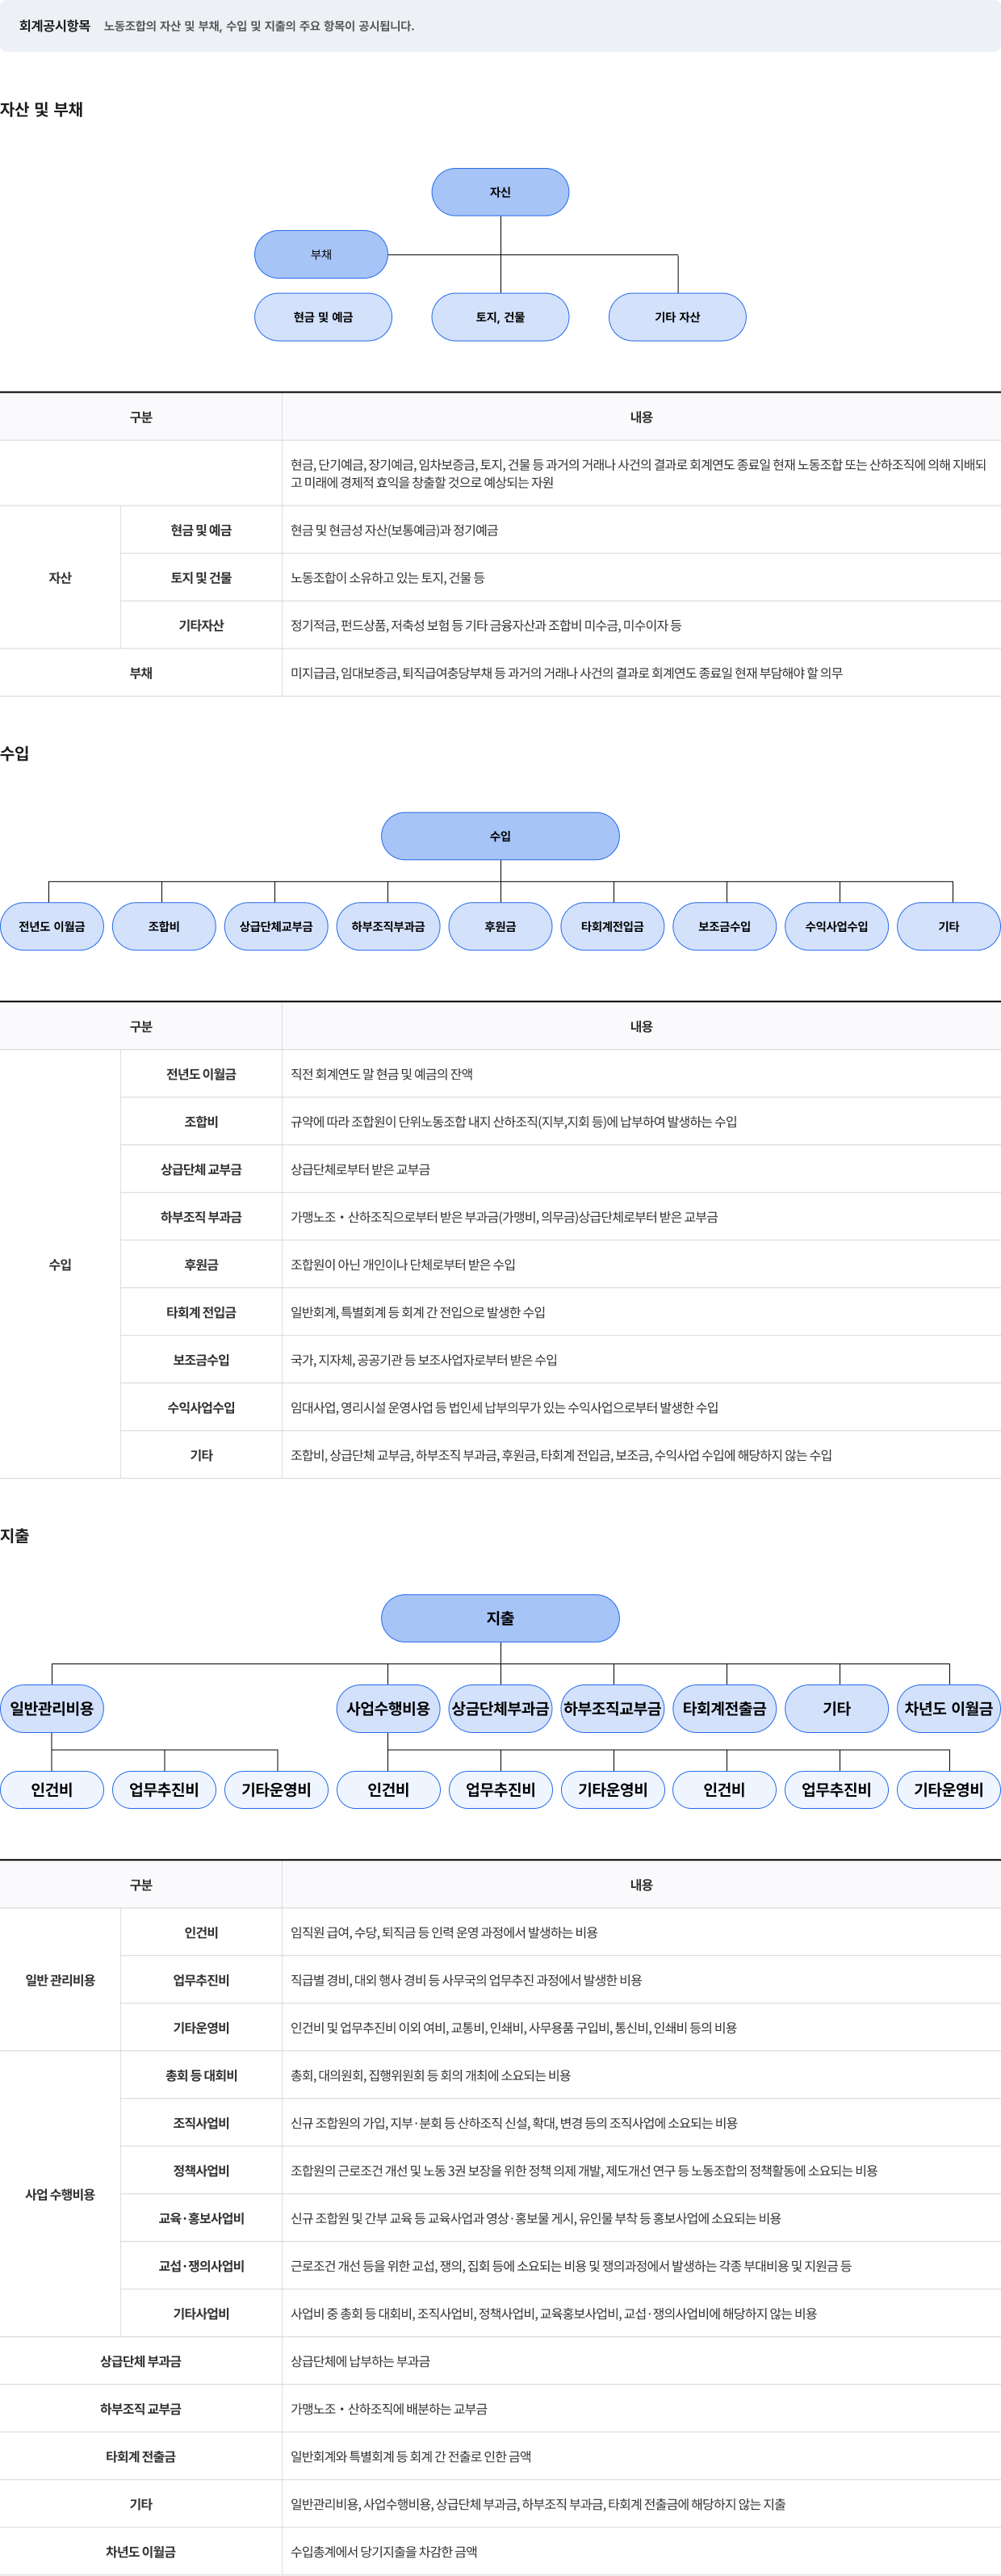 회계공시항목 노동조합의 자산 및 부채, 수입 및 지출의 주요 항목이 공시됩니다.
자산 및 부채
자신
부채
현금 및 예금 토지, 건물 기타 자산
구분 내용
현금, 단기예금, 장기예금, 임차보증금, 토지, 건물 등 과거의 거래나 사건의 결과로 회계연도 종료일 현재 노동조합 또는 산하조직에 의해 지배되
고 미래에 경제적 효익을 창출할 것으로 예상되는 자원
자산
현금 및 예금 현금 및 현금성 자산(보통예금)과 정기예금
토지 및 건물 노동조합이 소유하고 있는 토지, 건물 등
기타자산 정기적금, 펀드상품, 저축성 보험 등 기타 금융자산과 조합비 미수금, 미수이자 등
부채 미지급금, 임대보증금, 퇴직급여충당부채 등 과거의 거래나 사건의 결과로 회계연도 종료일 현재 부담해야 할 의무
수입
수입
전년도 이월금 조합비 상급단체교부금 하부조직부과금 후원금 타회계전입금 보조금수입 수익사업수입 기타
구분 내용
수입
전년도 이월금 직전 회계연도 말 현금 및 예금의 잔액
조합비 규약에 따라 조합원이 단위노동조합 내지 산하조직(지부,지회 등)에 납부하여 발생하는 수입
상급단체 교부금 상급단체로부터 받은 교부금
하부조직 부과금 가맹노조・산하조직으로부터 받은 부과금(가맹비, 의무금)상급단체로부터 받은 교부금
후원금 조합원이 아닌 개인이나 단체로부터 받은 수입
타회계 전입금 일반회계, 특별회계 등 회계 간 전입으로 발생한 수입
보조금수입 국가, 지자체, 공공기관 등 보조사업자로부터 받은 수입
수익사업수입 임대사업, 영리시설 운영사업 등 법인세 납부의무가 있는 수익사업으로부터 발생한 수입
기타 조합비, 상급단체 교부금, 하부조직 부과금, 후원금, 타회계 전입금, 보조금, 수익사업 수입에 해당하지 않는 수입
지출
지출
일반관리비용 사업수행비용 상금단체부과금 하부조직교부금 타회계전출금 기타 차년도 이월금
인건비 업무추진비 기타운영비 인건비 업무추진비 기타운영비 인건비 업무추진비 기타운영비
구분 내용
일반 관리비용
인건비 임직원 급여, 수당, 퇴직금 등 인력 운영 과정에서 발생하는 비용
업무추진비 직급별 경비, 대외 행사 경비 등 사무국의 업무추진 과정에서 발생한 비용
기타운영비 인건비 및 업무추진비 이외 여비, 교통비, 인쇄비, 사무용품 구입비, 통신비, 인쇄비 등의 비용
사업 수행비용
총회 등 대회비 총회, 대의원회, 집행위원회 등 회의 개최에 소요되는 비용
조직사업비 신규 조합원의 가입, 지부·분회 등 산하조직 신설, 확대, 변경 등의 조직사업에 소요되는 비용
정책사업비 조합원의 근로조건 개선 및 노동 3권 보장을 위한 정책 의제 개발, 제도개선 연구 등 노동조합의 정책활동에 소요되는 비용
교육·홍보사업비 신규 조합원 및 간부 교육 등 교육사업과 영상·홍보물 게시, 유인물 부착 등 홍보사업에 소요되는 비용
교섭·쟁의사업비 근로조건 개선 등을 위한 교섭, 쟁의, 집회 등에 소요되는 비용 및 쟁의과정에서 발생하는 각종 부대비용 및 지원금 등
기타사업비 사업비 중 총회 등 대회비, 조직사업비, 정책사업비, 교육홍보사업비, 교섭·쟁의사업비에 해당하지 않는 비용
상급단체 부과금 상급단체에 납부하는 부과금
하부조직 교부금 가맹노조・산하조직에 배분하는 교부금
타회계 전출금 일반회계와 특별회계 등 회계 간 전출로 인한 금액
기타 일반관리비용, 사업수행비용, 상급단체 부과금, 하부조직 부과금, 타회계 전출금에 해당하지 않는 지출
차년도 이월금 수입총계에서 당기지출을 차감한 금액